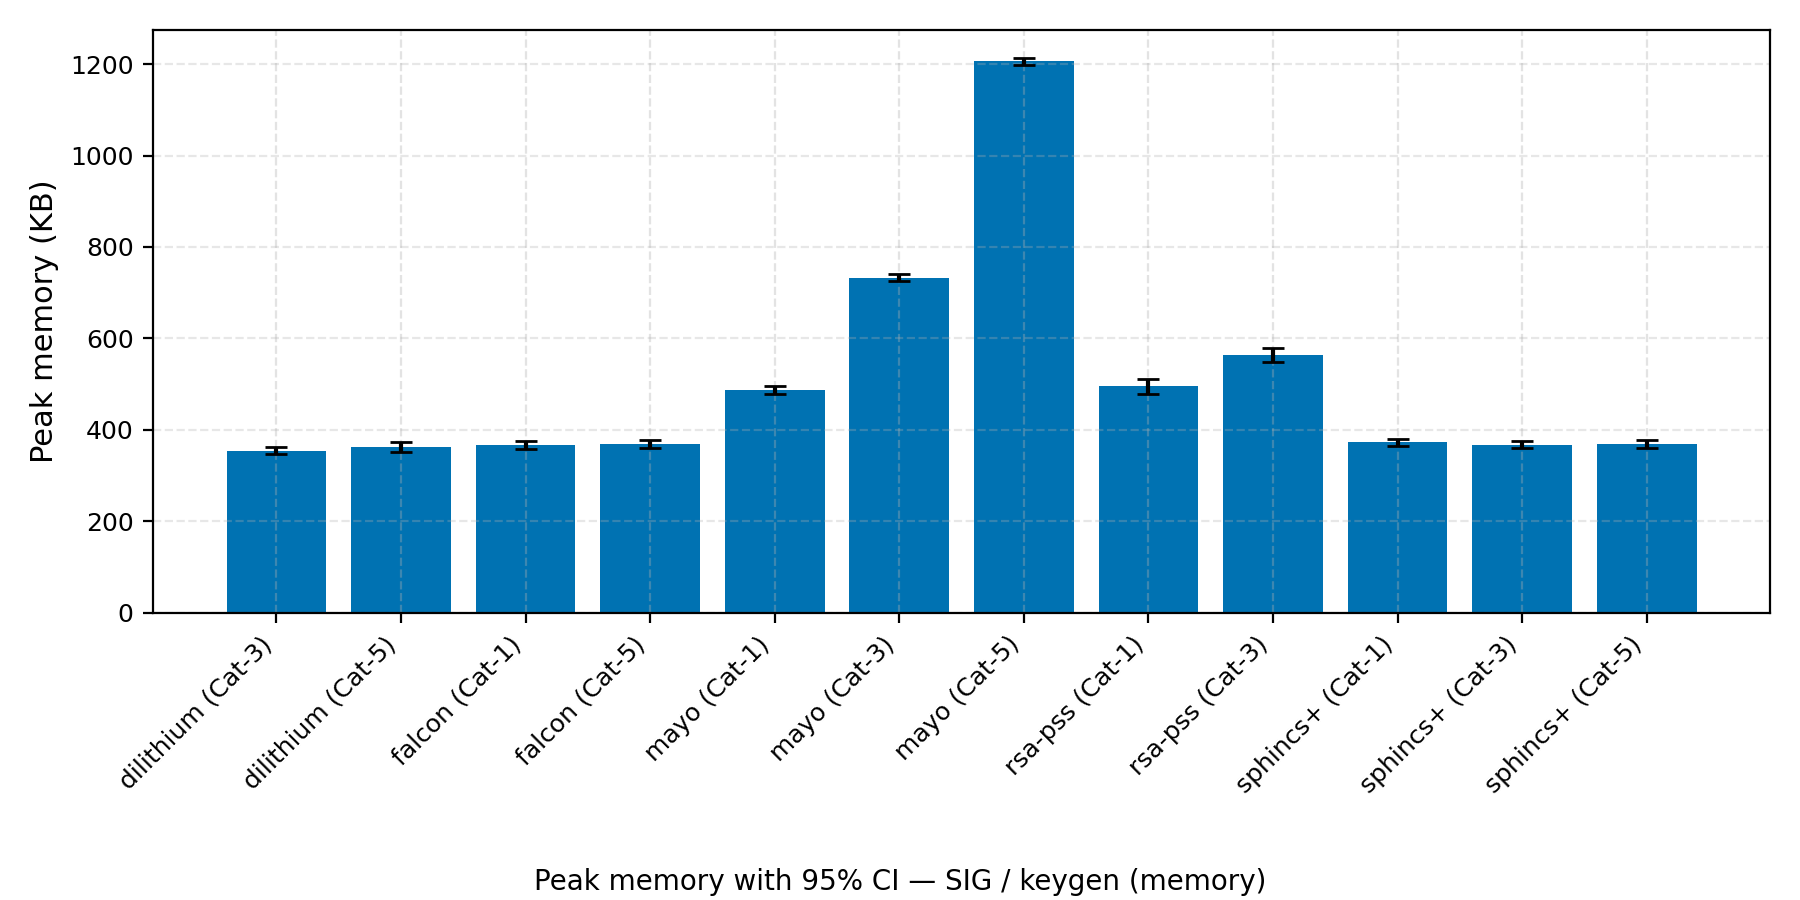 Peak memory (KB)
1200
1000
800
600
400
200
0
dilithium (Cat-3)
dilithium (Cat-5)
falcon (Cat-1)
falcon (Cat-5)
mayo (Cat-1)
mayo (Cat-3)
mayo (Cat-5)
rsa-pss (Cat-1)
rsa-pss (Cat-3)
sphincs+ (Cat-1)
sphincs+ (Cat-3)
sphincs+ (Cat-5)
Peak memory with 95% CI — SIG / keygen (memory)